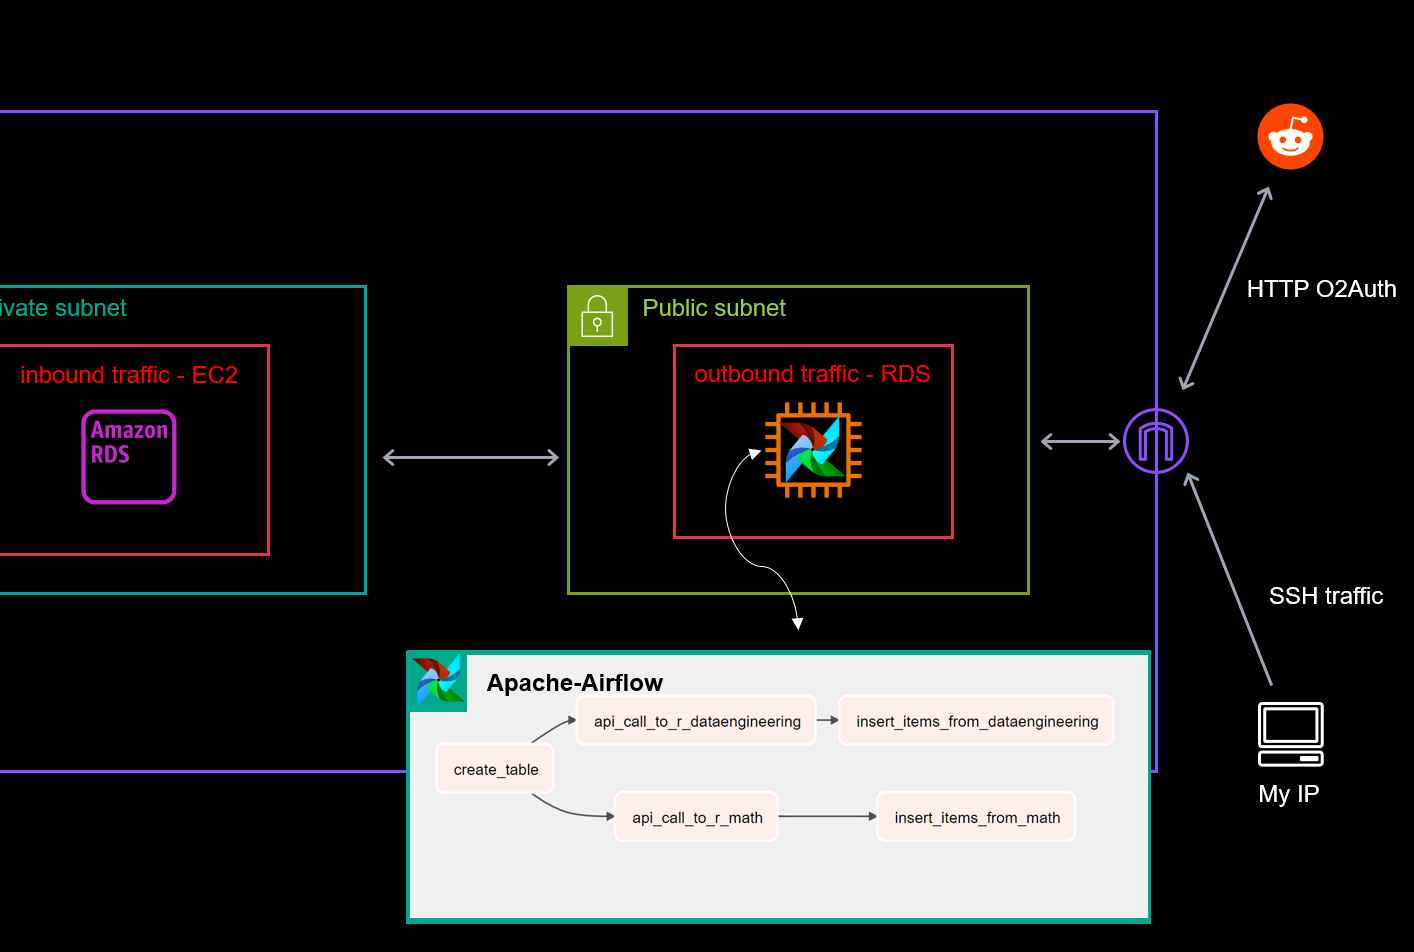 ivate subnet
Public subnet
inbound traffic - EC2
outbound traffic - RDS
Amazon
RDS
HTTP O2Auth
SSH traffic
My IP
Apache-Airflow
api_call_to_r_dataengineering
insert_items_from_dataengineering
create_table
api_call_to_r_math
insert_items_from_math